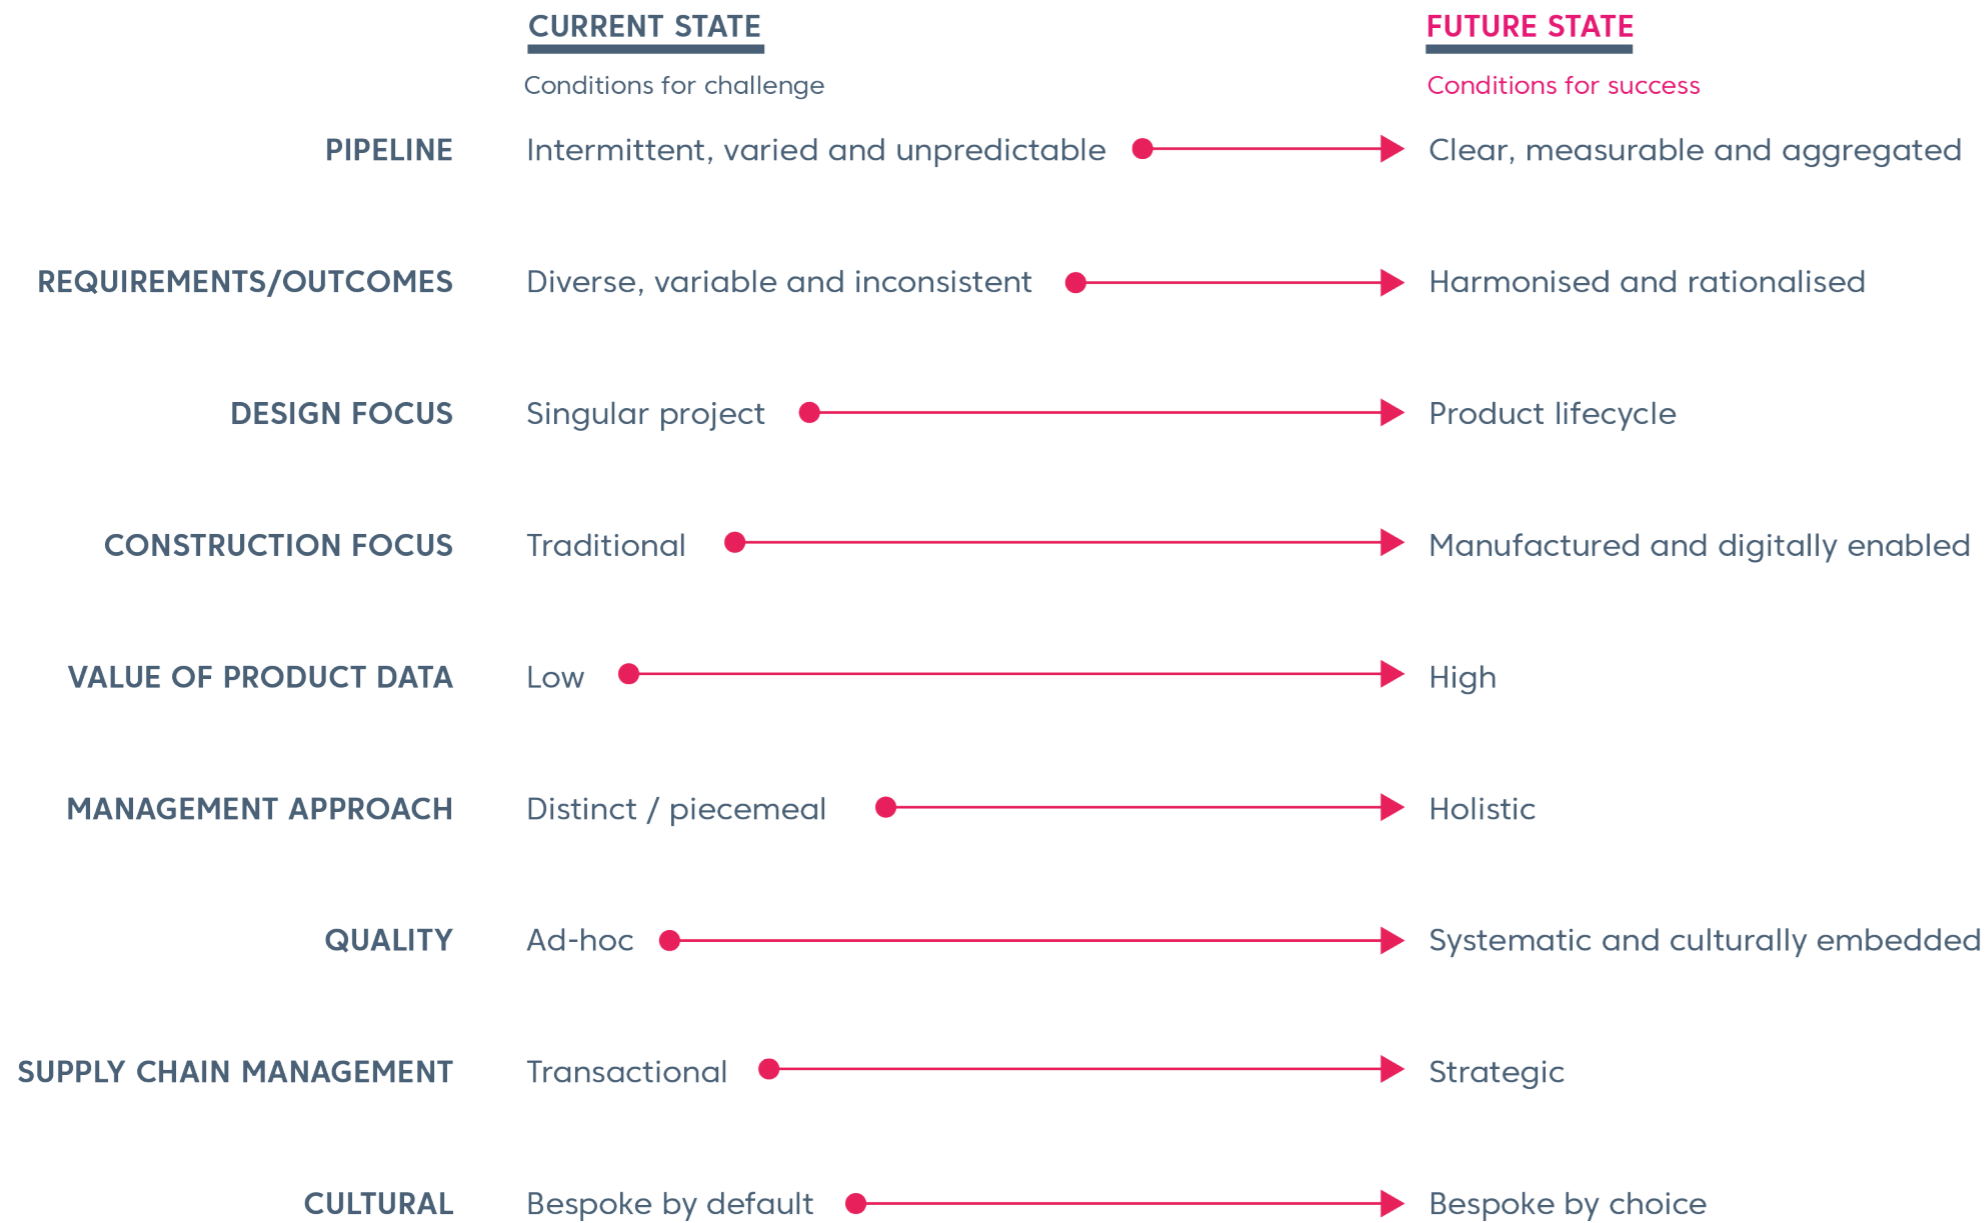 CURRENT STATE FUTURE STATE
Conditions for challenge Conditions for success
PIPELINE Intermittent, varied and unpredictable Clear, measurable and aggregated
REQUIREMENTS/OUTCOMES Diverse, variable and inconsistent Harmonised and rationalised
DESIGN FOCUS Singular project Product lifecycle
CONSTRUCTION FOCUS Traditional Manufactured and digitally enabled
VALUE OF PRODUCT DATA Low High
MANAGEMENT APPROACH Distinct / piecemeal Holistic
QUALITY Ad-hoc Systematic and culturally embedded
SUPPLY CHAIN MANAGEMENT Transactional Strategic
CULTURAL Bespoke by default Bespoke by choice